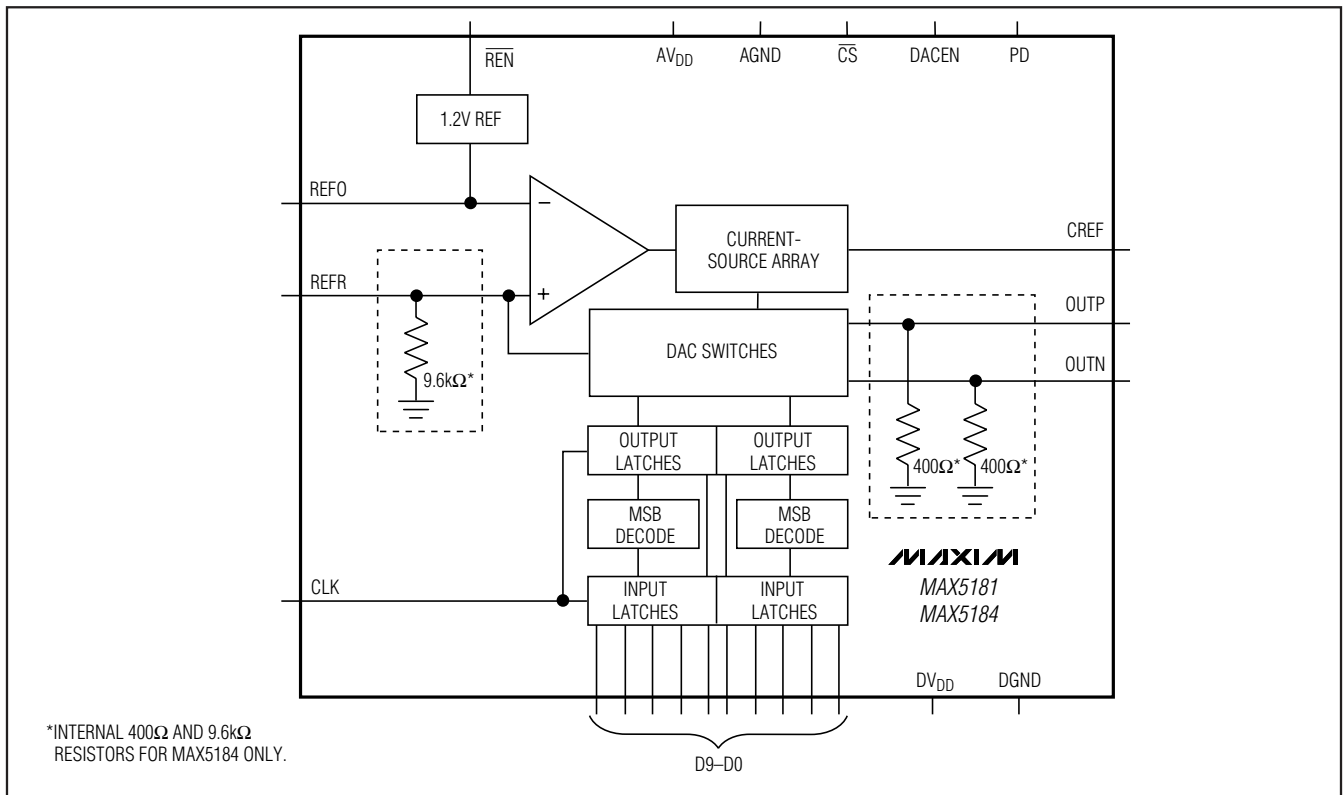 REN
AVDD
AGND
CS
DACEN
PD
1.2V REF
REFO
−
CURRENT-
SOURCE ARRAY
CREF
REFR
+
OUTP
DAC SWITCHES
OUTN
9.6kΩ*
OUTPUT
LATCHES
OUTPUT
LATCHES
400Ω*
400Ω*
MSB
DECODE
MSB
DECODE
MAXIM
MAX5181
MAX5184
CLK
INPUT
LATCHES
INPUT
LATCHES
DVDD
DGND
*INTERNAL 400Ω AND 9.6kΩ
RESISTORS FOR MAX5184 ONLY.
D9–D0